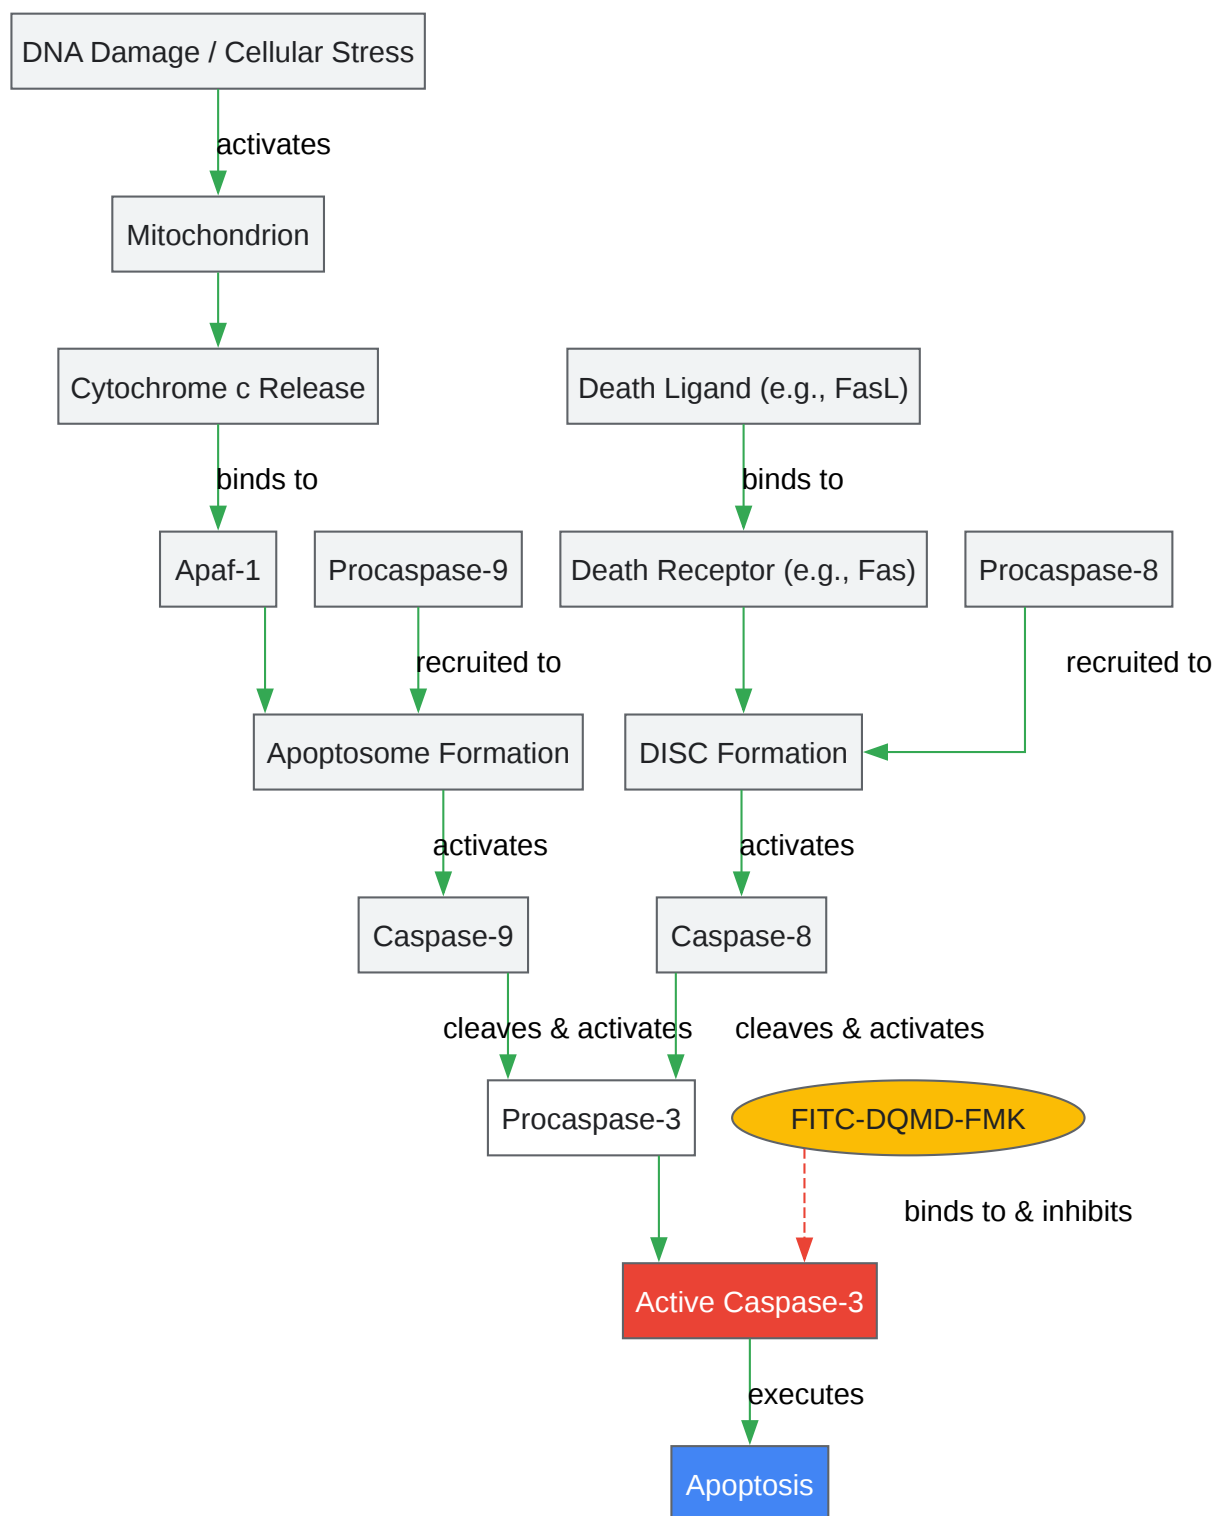 DNA Damage / Cellular Stress
activates
Mitochondrion
Cytochrome c Release
Death Ligand (e.g., FasL)
binds to
binds to
Apaf-1
Procaspase-9
Death Receptor (e.g., Fas)
Procaspase-8
recruited to
recruited to
Apoptosome Formation
DISC Formation
activates
activates
Caspase-9
Caspase-8
cleaves & activates
cleaves & activates
Procaspase-3
FITC-DQMD-FMK
binds to & inhibits
Active Caspase-3
executes
Apoptosis